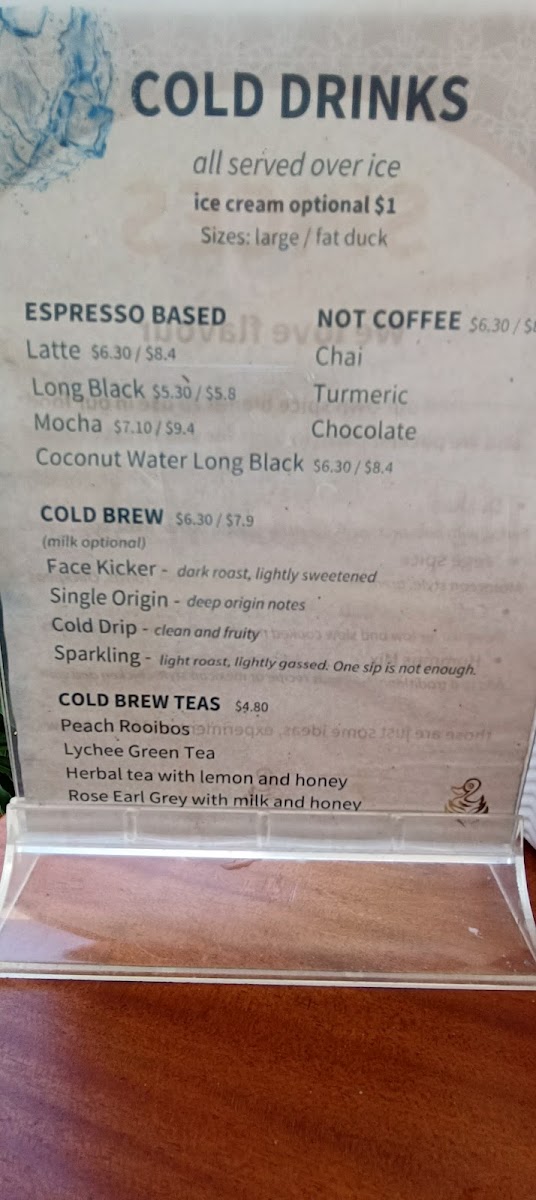 COLD DRINKS
all served over ice
ice cream optional $1
Sizes: large / fat duck
ESPRESSO BASED
Latte $6.30 / $8.4
Long Black $5.30 / $5.8
Mocha $7.10 / $9.4
Coconut Water Long Black $6.30 / $8.4
NOT COFFEE $6.30 /
Chai
Turmeric
Chocolate
COLD BREW $6.30 / $7.9
(milk optional)
Face Kicker - dark roast, lightly sweetened
Single Origin - deep origin notes
Cold Drip - clean and fruity
Sparkling - light roast, lightly gassed. One sip is not enough.
COLD BREW TEAS $4.80
Peach Rooibos
Lychee Green Tea
Herbal tea with lemon and honey
Rose Earl Grey with milk and honey